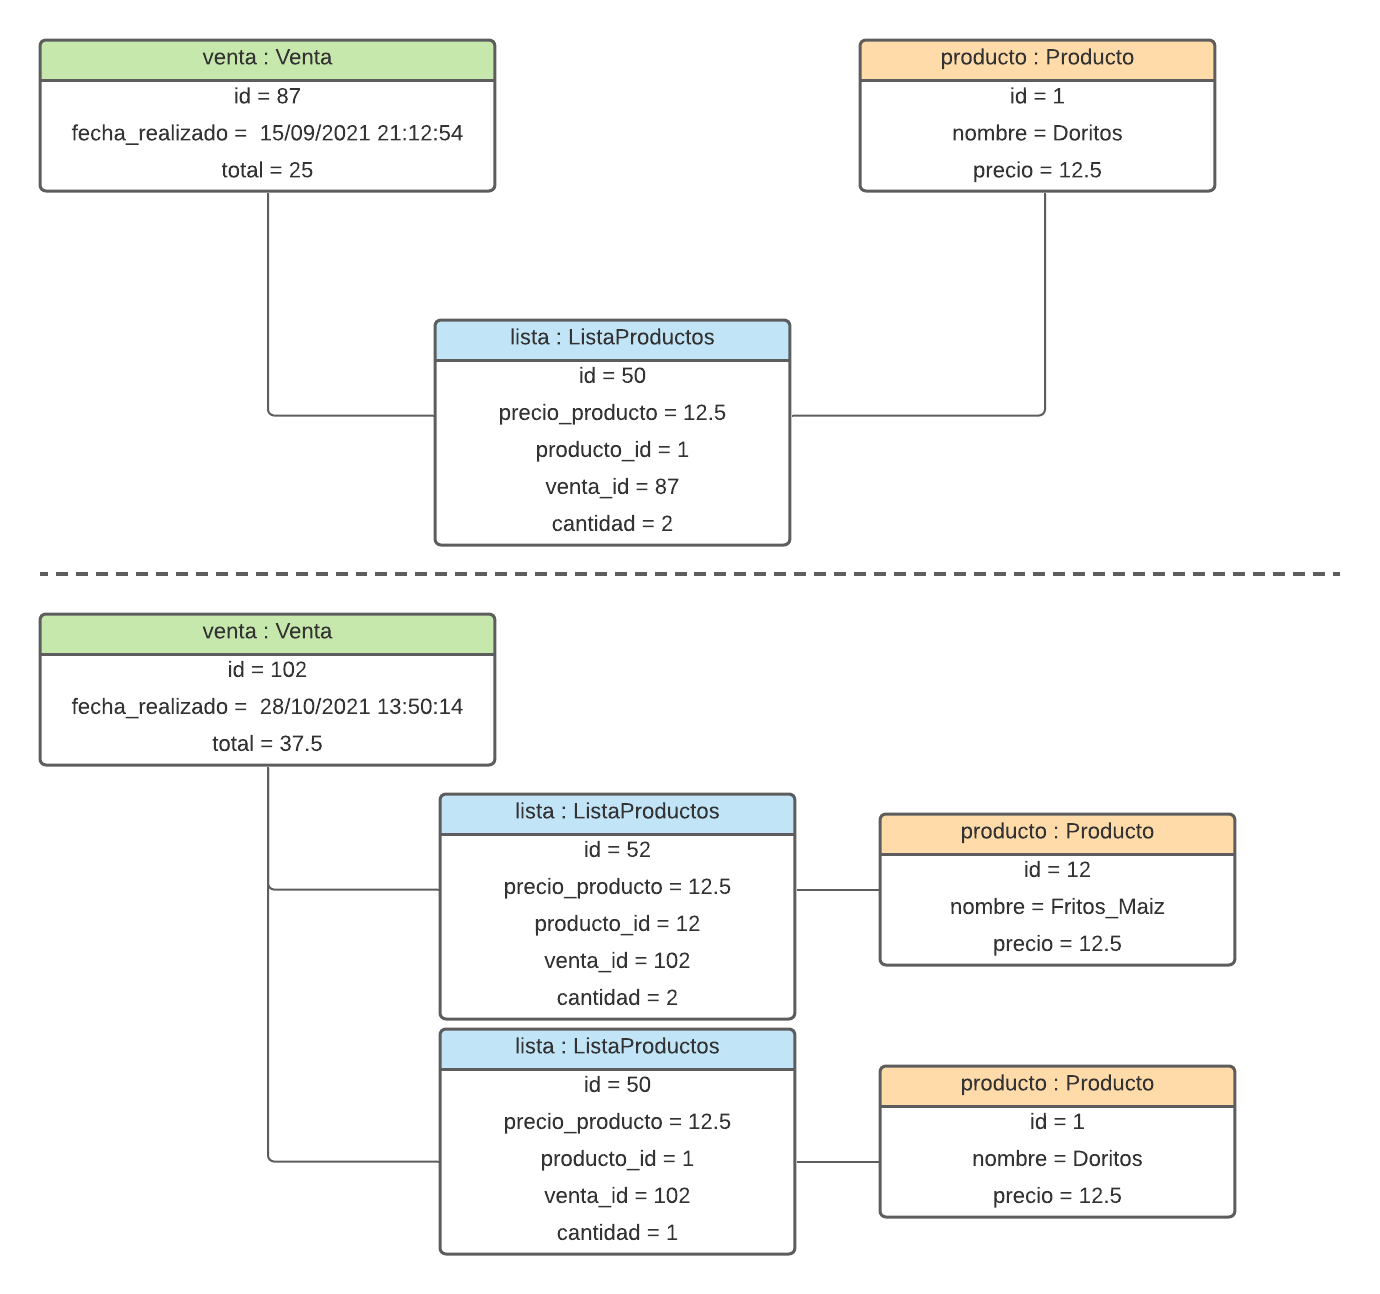 venta : Venta
id = 87
fecha_realizado =  15/09/2021 21:12:54
total = 25
producto : Producto
id = 1
nombre = Doritos
precio = 12.5
lista : ListaProductos
id = 50
precio_producto = 12.5
producto_id = 1
venta_id = 87
cantidad = 2
venta : Venta
id = 102
fecha_realizado =  28/10/2021 13:50:14
total = 37.5
lista : ListaProductos
id = 52
precio_producto = 12.5
producto_id = 12
venta_id = 102
cantidad = 2
producto : Producto
id = 12
nombre = Fritos_Maiz
precio = 12.5
lista : ListaProductos
id = 50
precio_producto = 12.5
producto_id = 1
venta_id = 102
cantidad = 1
producto : Producto
id = 1
nombre = Doritos
precio = 12.5